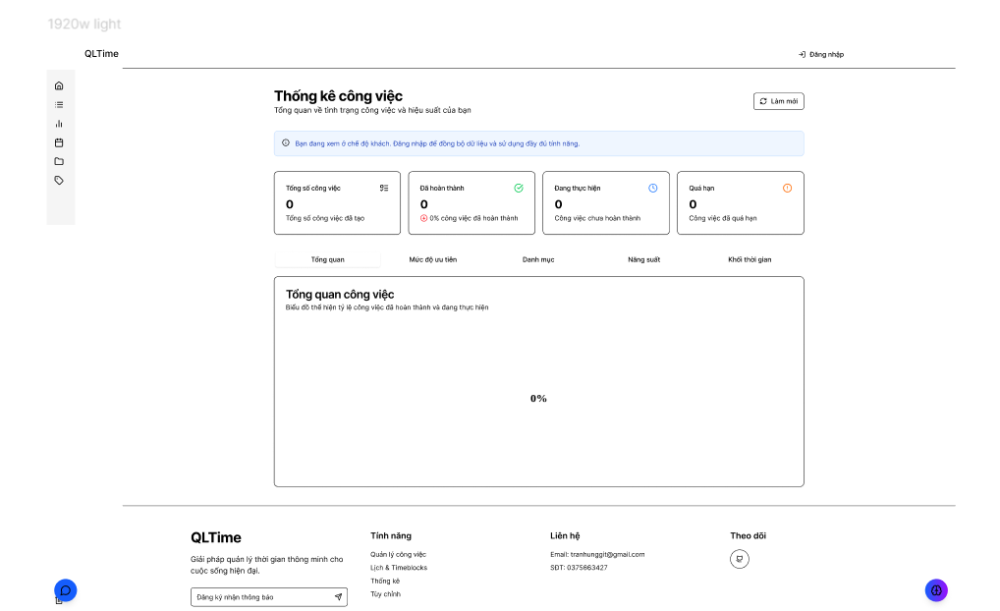 1920w light
QLTime
Đăng nhập
Thống kê công việc
Tổng quan về tình trạng công việc và hiệu suất của bạn
Làm mới
Bạn đang xem ở chế độ khách. Đăng nhập để đồng bộ dữ liệu và sử dụng đầy đủ tính năng.
Tổng số công việc
0
Tổng số công việc đã tạo
Đã hoàn thành
0
0% công việc đã hoàn thành
Đang thực hiện
0
Công việc chưa hoàn thành
Quá hạn
0
Công việc đã quá hạn
Tổng quan
Mức độ ưu tiên
Danh mục
Năng suất
Khối thời gian
Tổng quan công việc
Biểu đồ thể hiện tỷ lệ công việc đã hoàn thành và đang thực hiện
0%
QLTime
Giải pháp quản lý thời gian thông minh cho
cuộc sống hiện đại.
Đăng ký nhận thông báo
Tính năng
Quản lý công việc
Lịch & Timeblocks
Thống kê
Tùy chỉnh
Liên hệ
Email: tranhunggit@gmail.com
SĐT: 0375663427
Theo dõi